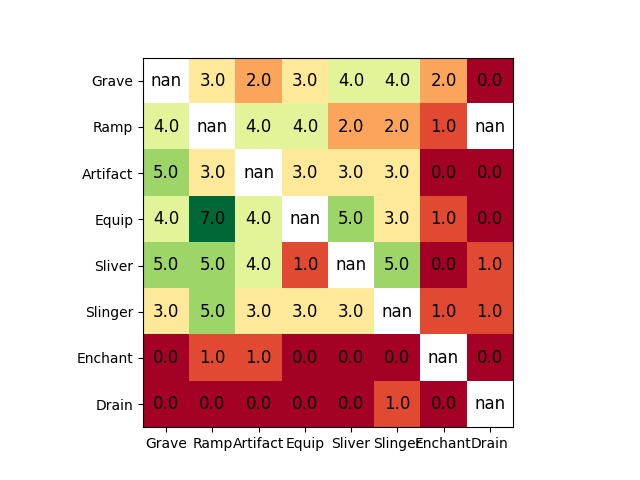 Grave nan 3.0 2.0 3.0 4.0 4.0 2.0 0.0
Ramp 4.0 nan 4.0 4.0 2.0 2.0 1.0 nan
Artifact 5.0 3.0 nan 3.0 3.0 3.0 0.0 0.0
Equip 4.0 7.0 4.0 nan 5.0 3.0 1.0 0.0
Sliver 5.0 5.0 4.0 1.0 nan 5.0 0.0 1.0
Slinger 3.0 5.0 3.0 3.0 3.0 nan 1.0 1.0
Enchant 0.0 1.0 1.0 0.0 0.0 0.0 nan 0.0
Drain 0.0 0.0 0.0 0.0 0.0 1.0 0.0 nan
Grave Ramp Artifact Equip Sliver Slinger Enchant Drain